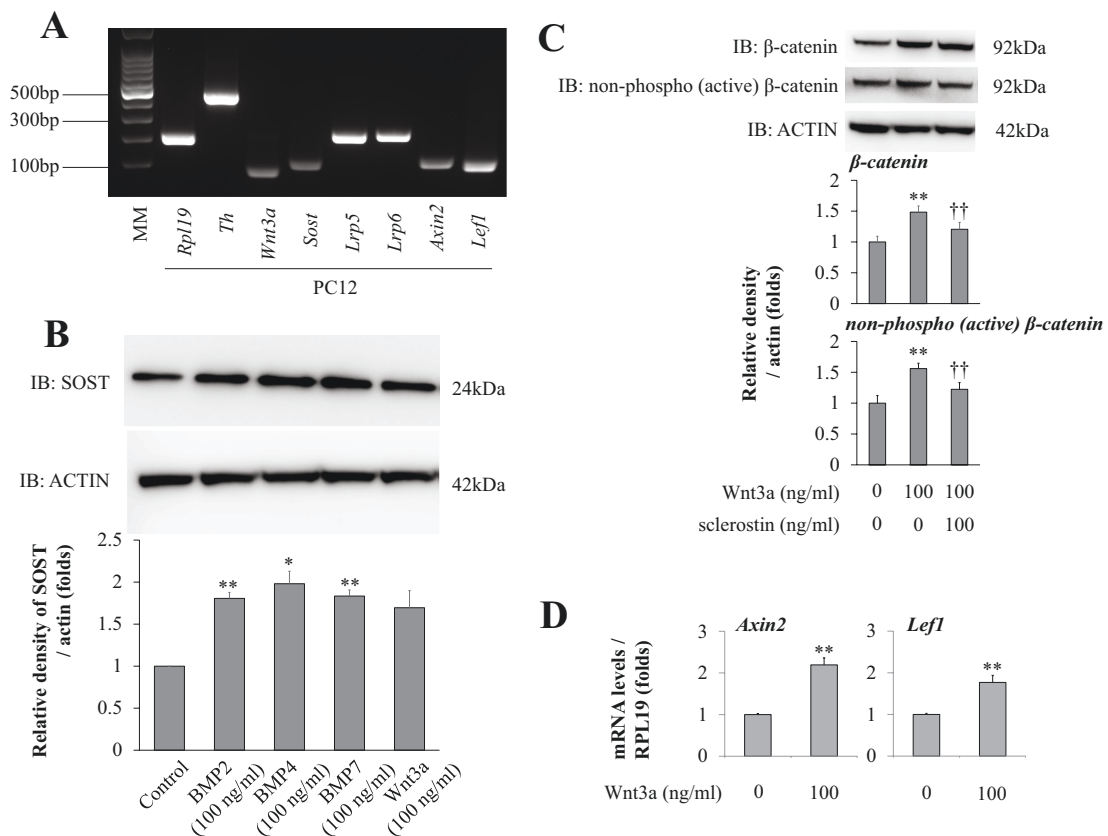 A
500bp
300bp
100bp
MM
Rpl19
Th
Wnt3a
Sost
Lrp5
Lrp6
Axin2
Lef1
PC12
B
IB: SOST
24kDa
IB: ACTIN
42kDa
Relative density of SOST
/ actin (folds)
2.5
2
1.5
1
0.5
0
**
*
**
Control
BMP2
(100 ng/ml)
BMP4
(100 ng/ml)
BMP7
(100 ng/ml)
Wnt3a
(100 ng/ml)
C
IB: β-catenin
92kDa
IB: non-phospho (active) β-catenin
92kDa
IB: ACTIN
42kDa
β-catenin
2
1.5
1
0.5
0
**
††
Relative density
/ actin (folds)
non-phospho (active) β-catenin
2
1.5
1
0.5
0
**
††
Wnt3a (ng/ml) 0 100 100
sclerostin (ng/ml) 0 0 100
D
mRNA levels /
RPL19 (folds)
Axin2
3
2
1
0
**
Lef1
3
2
1
0
**
Wnt3a (ng/ml) 0 100 0 100